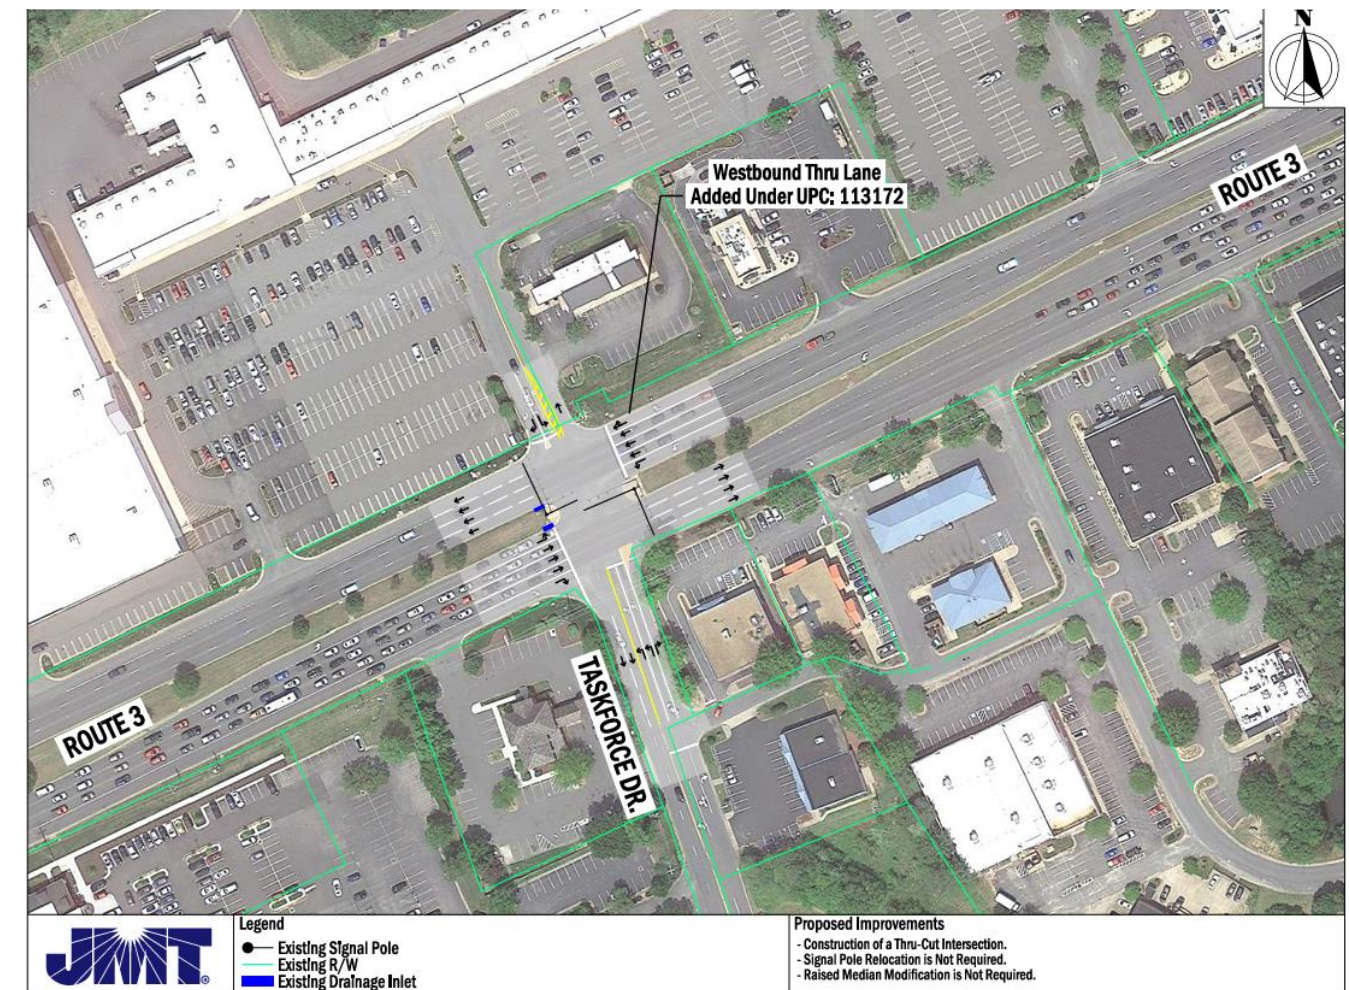 N
Westbound Thru Lane
Added Under UPC: 113172
ROUTE 3
ROUTE 3
TASKFORCE DR.
JMT®
Legend
Existing Signal Pole
Existing R/W
Existing Drainage Inlet
Proposed Improvements
- Construction of a Thru-Cut Intersection.
- Signal Pole Relocation is Not Required.
- Raised Median Modification is Not Required.